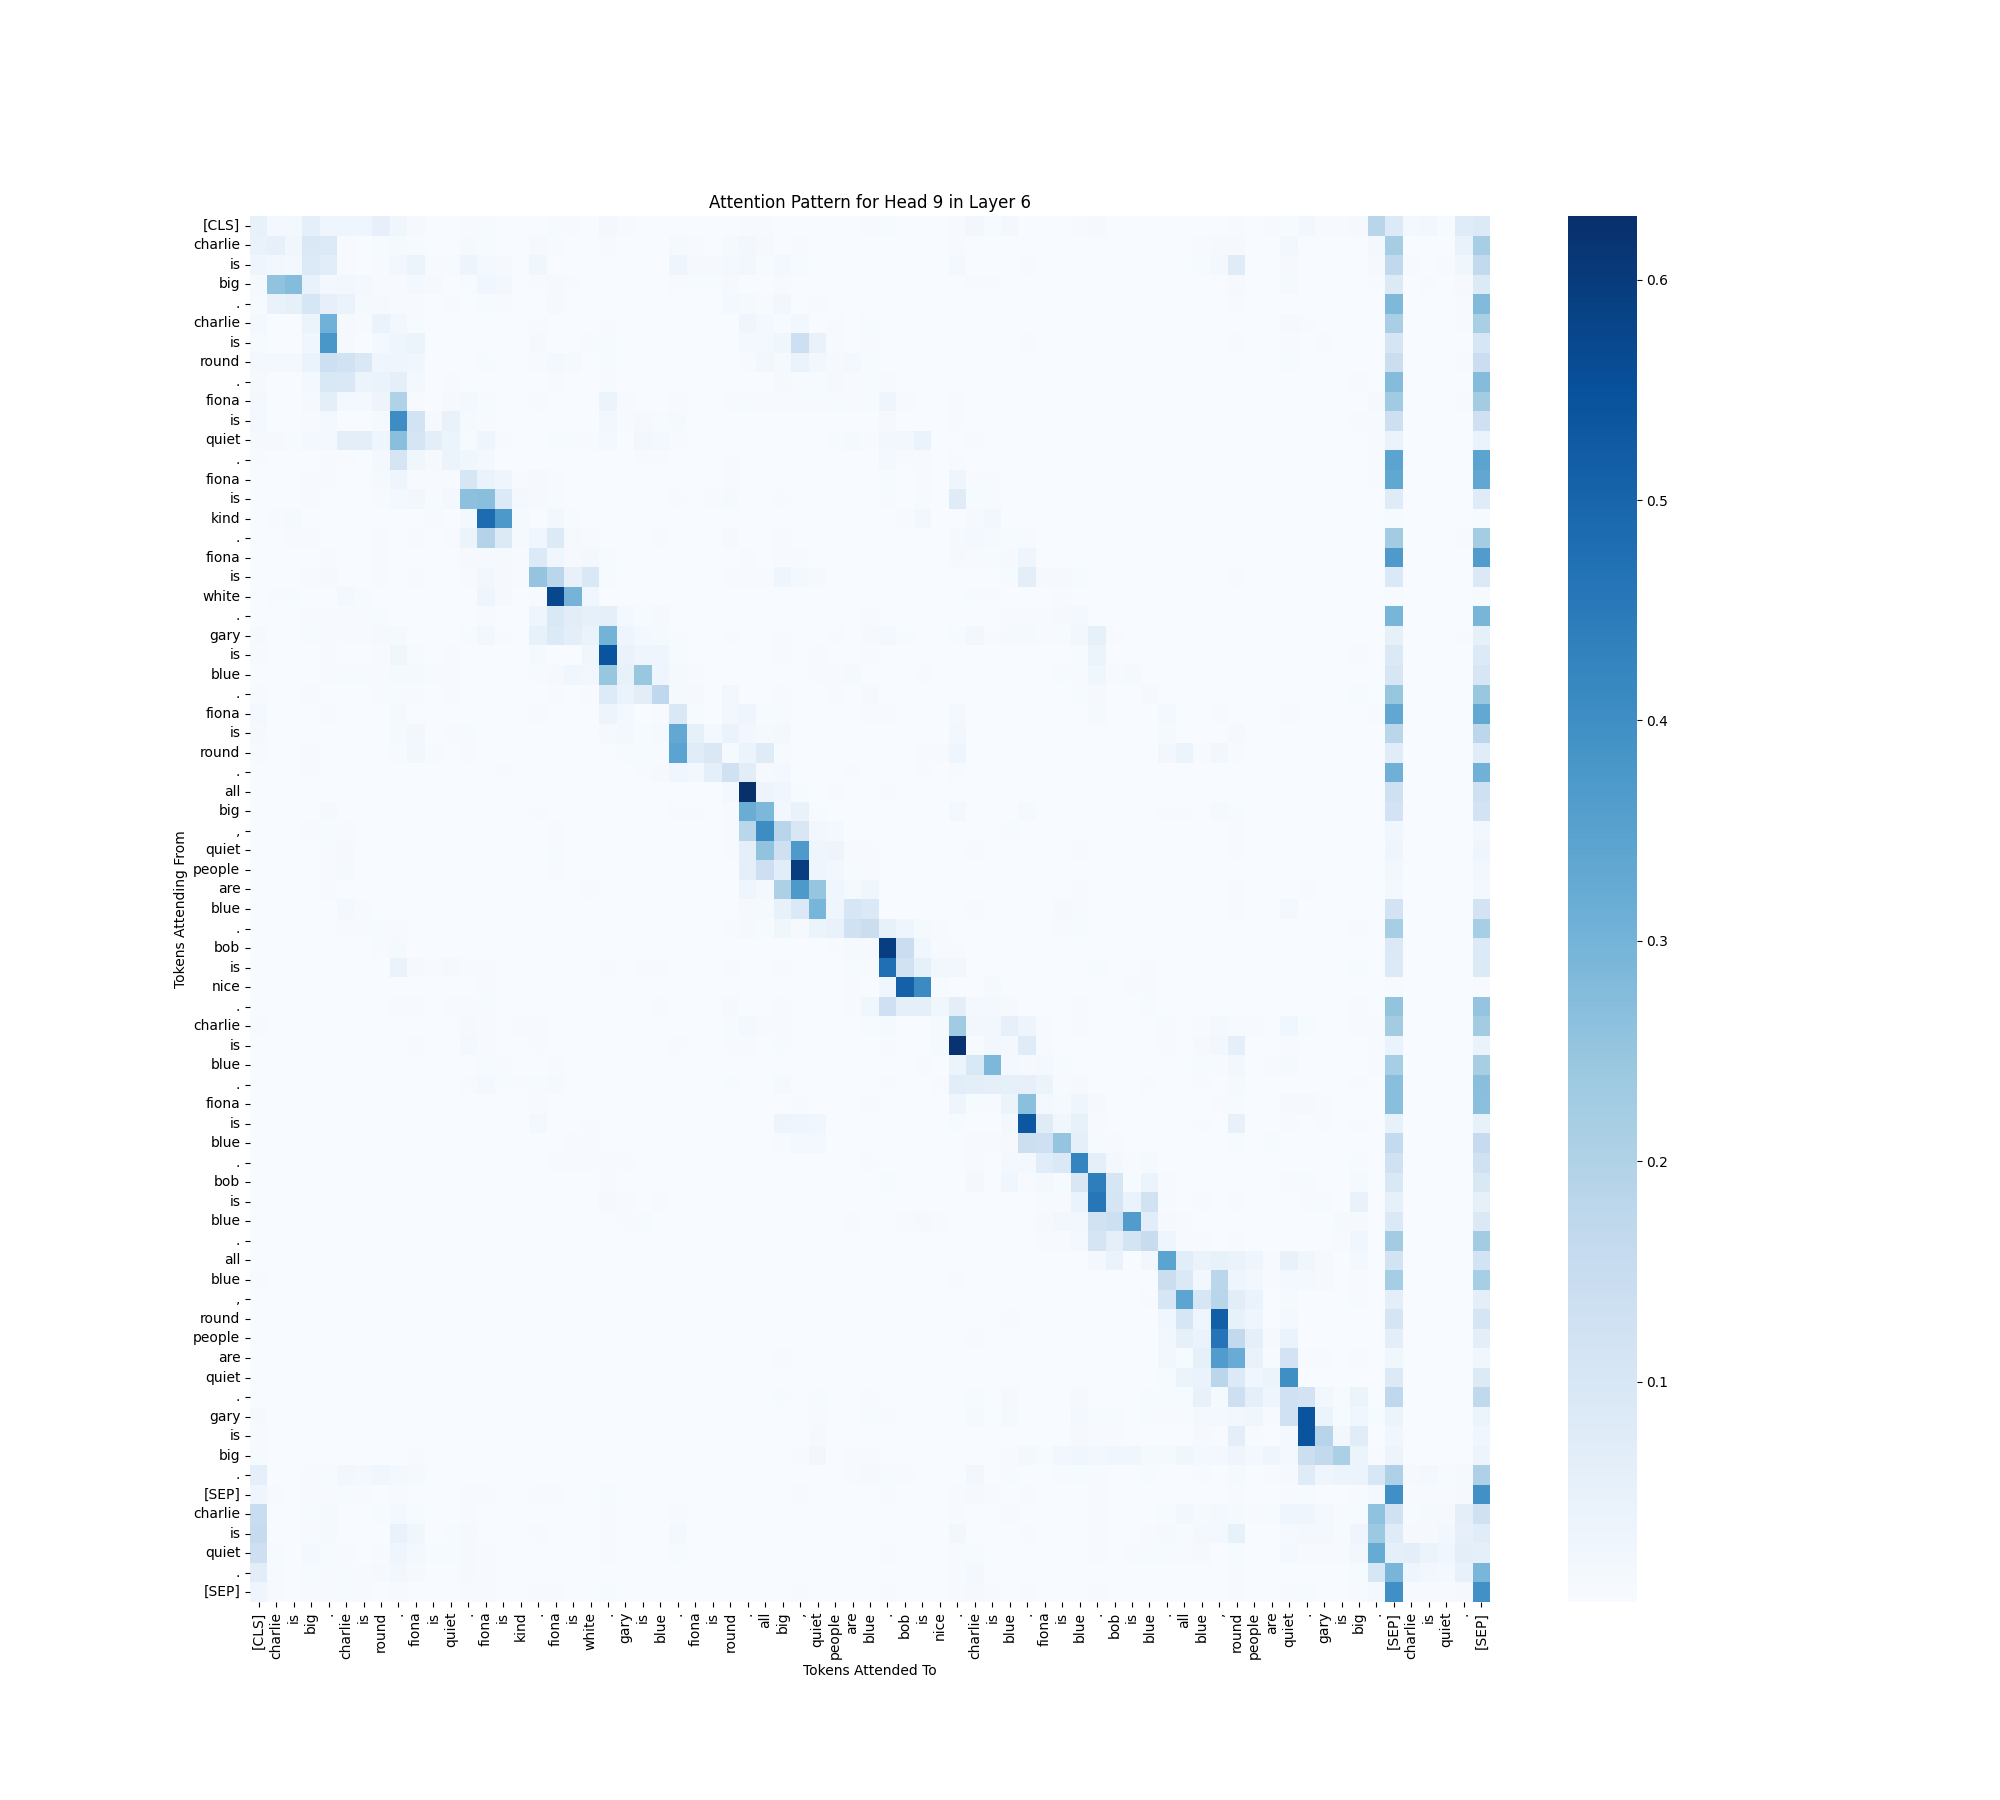 Attention Pattern for Head 9 in Layer 6
Tokens Attending From
[CLS]
charlie
is
big
.
charlie
is
round
.
fiona
is
quiet
.
fiona
is
kind
.
fiona
is
white
.
gary
is
blue
.
fiona
is
round
.
all
big
,
quiet
people
are
blue
.
bob
is
nice
.
charlie
is
blue
.
fiona
is
blue
.
bob
is
blue
.
all
blue
,
round
people
are
quiet
.
gary
is
big
.
[SEP]
charlie
is
quiet
.
[SEP]
[CLS]
charlie
is
big
.
charlie
is
round
.
fiona
is
quiet
.
fiona
is
kind
.
fiona
is
white
.
gary
is
blue
.
fiona
is
round
.
all
big
,
quiet
people
are
blue
.
bob
is
nice
.
charlie
is
blue
.
fiona
is
blue
.
bob
is
blue
.
all
blue
,
round
people
are
quiet
.
gary
is
big
.
[SEP]
charlie
is
quiet
.
[SEP]
Tokens Attended To
0.6
0.5
0.4
0.3
0.2
0.1